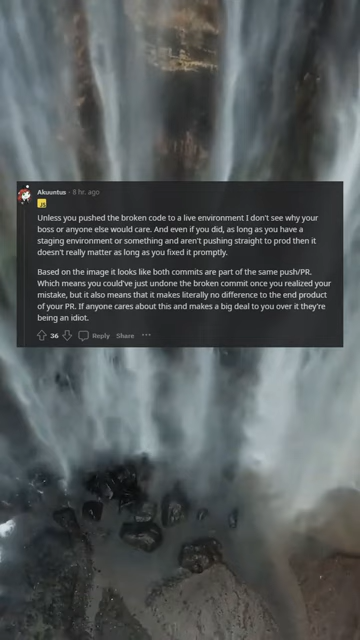 Akuuntus · 8 hr. ago
JS
Unless you pushed the broken code to a live environment I don't see why your
boss or anyone else would care. And even if you did, as long as you have a
staging environment or something and aren't pushing straight to prod then it
doesn't really matter as long as you fixed it promptly.
Based on the image it looks like both commits are part of the same push/PR.
Which means you could've just undone the broken commit once you realized your
mistake, but it also means that it makes literally no difference to the end product
of your PR. If anyone cares about this and makes a big deal to you over it they're
being an idiot.
36 Reply Share ···